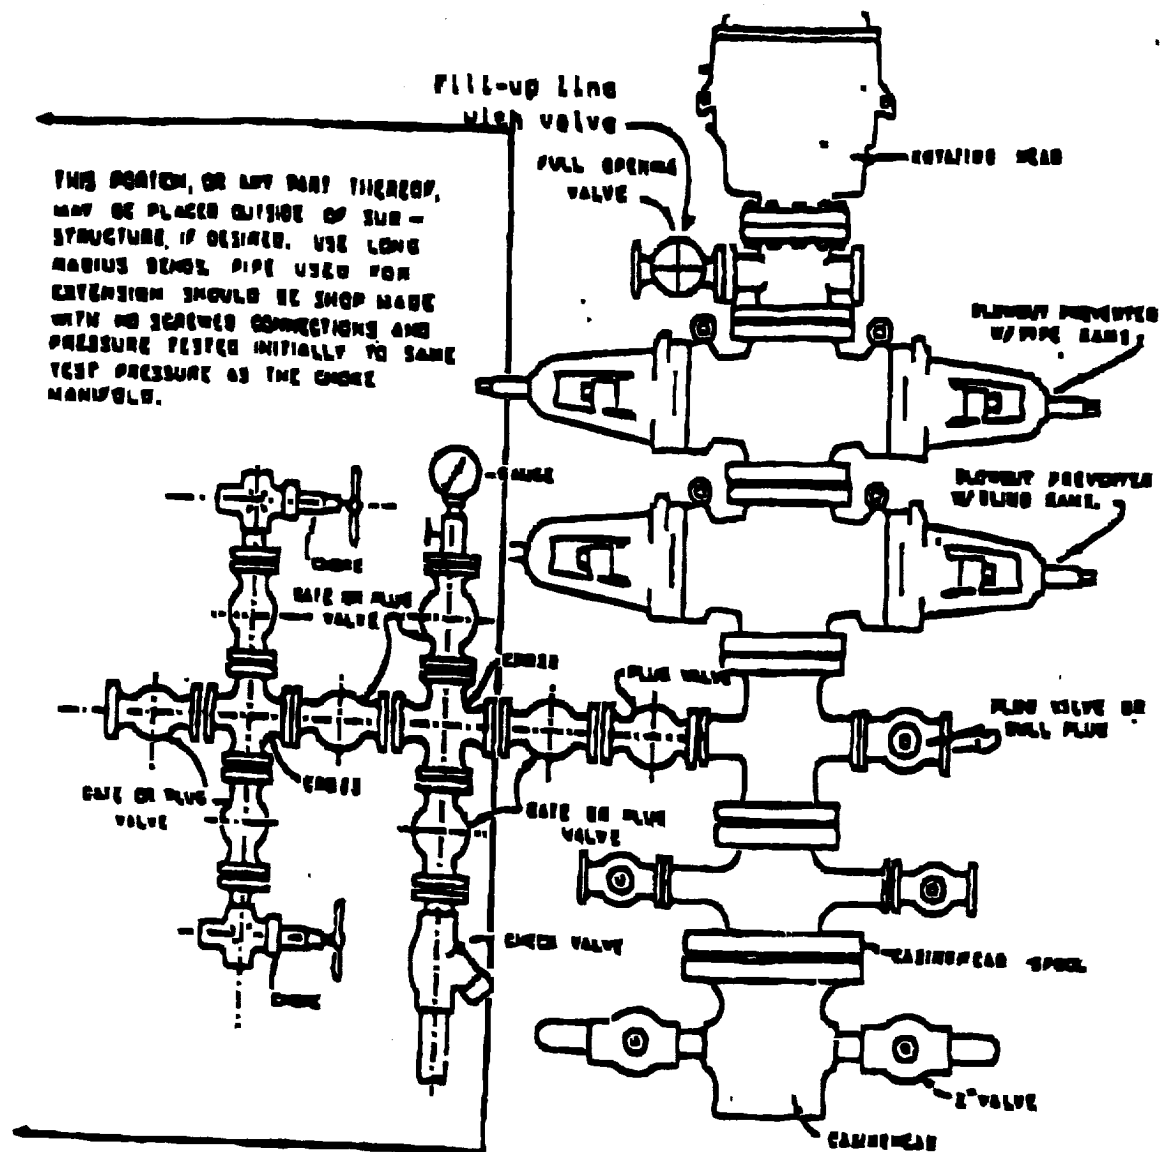 Fill-up line
with valve
FULL OPENING
VALVE
ROTATING HEAD
THIS PORTION, OR ANY PART THEREOF,
MAY BE PLACED OUTSIDE OF SUB-
STRUCTURE, IF DESIRED. USE LONG
RADIUS BENDS. PIPE USED FOR
EXTENSION SHOULD BE SHOP MADE
WITH NO SCREWED CONNECTIONS AND
PRESSURE TESTED INITIALLY TO SAME
TEST PRESSURE AS THE CHOKE
MANIFOLD.
BLOWOUT PREVENTER
W/ PIPE RAMS.
GAUGE
BLOWOUT PREVENTER
W/ BLIND RAMS.
CHOKE
GATE OR PLUG
VALVE
CROSS
PLUG VALVE
PLUG VALVE OR
BULL PLUG
CROSS
GATE OR PLUG
VALVE
GATE OR PLUG
VALVE
CHECK VALVE
CASINGHEAD SPOOL
CHOKE
2" VALVE
CASINGHEAD